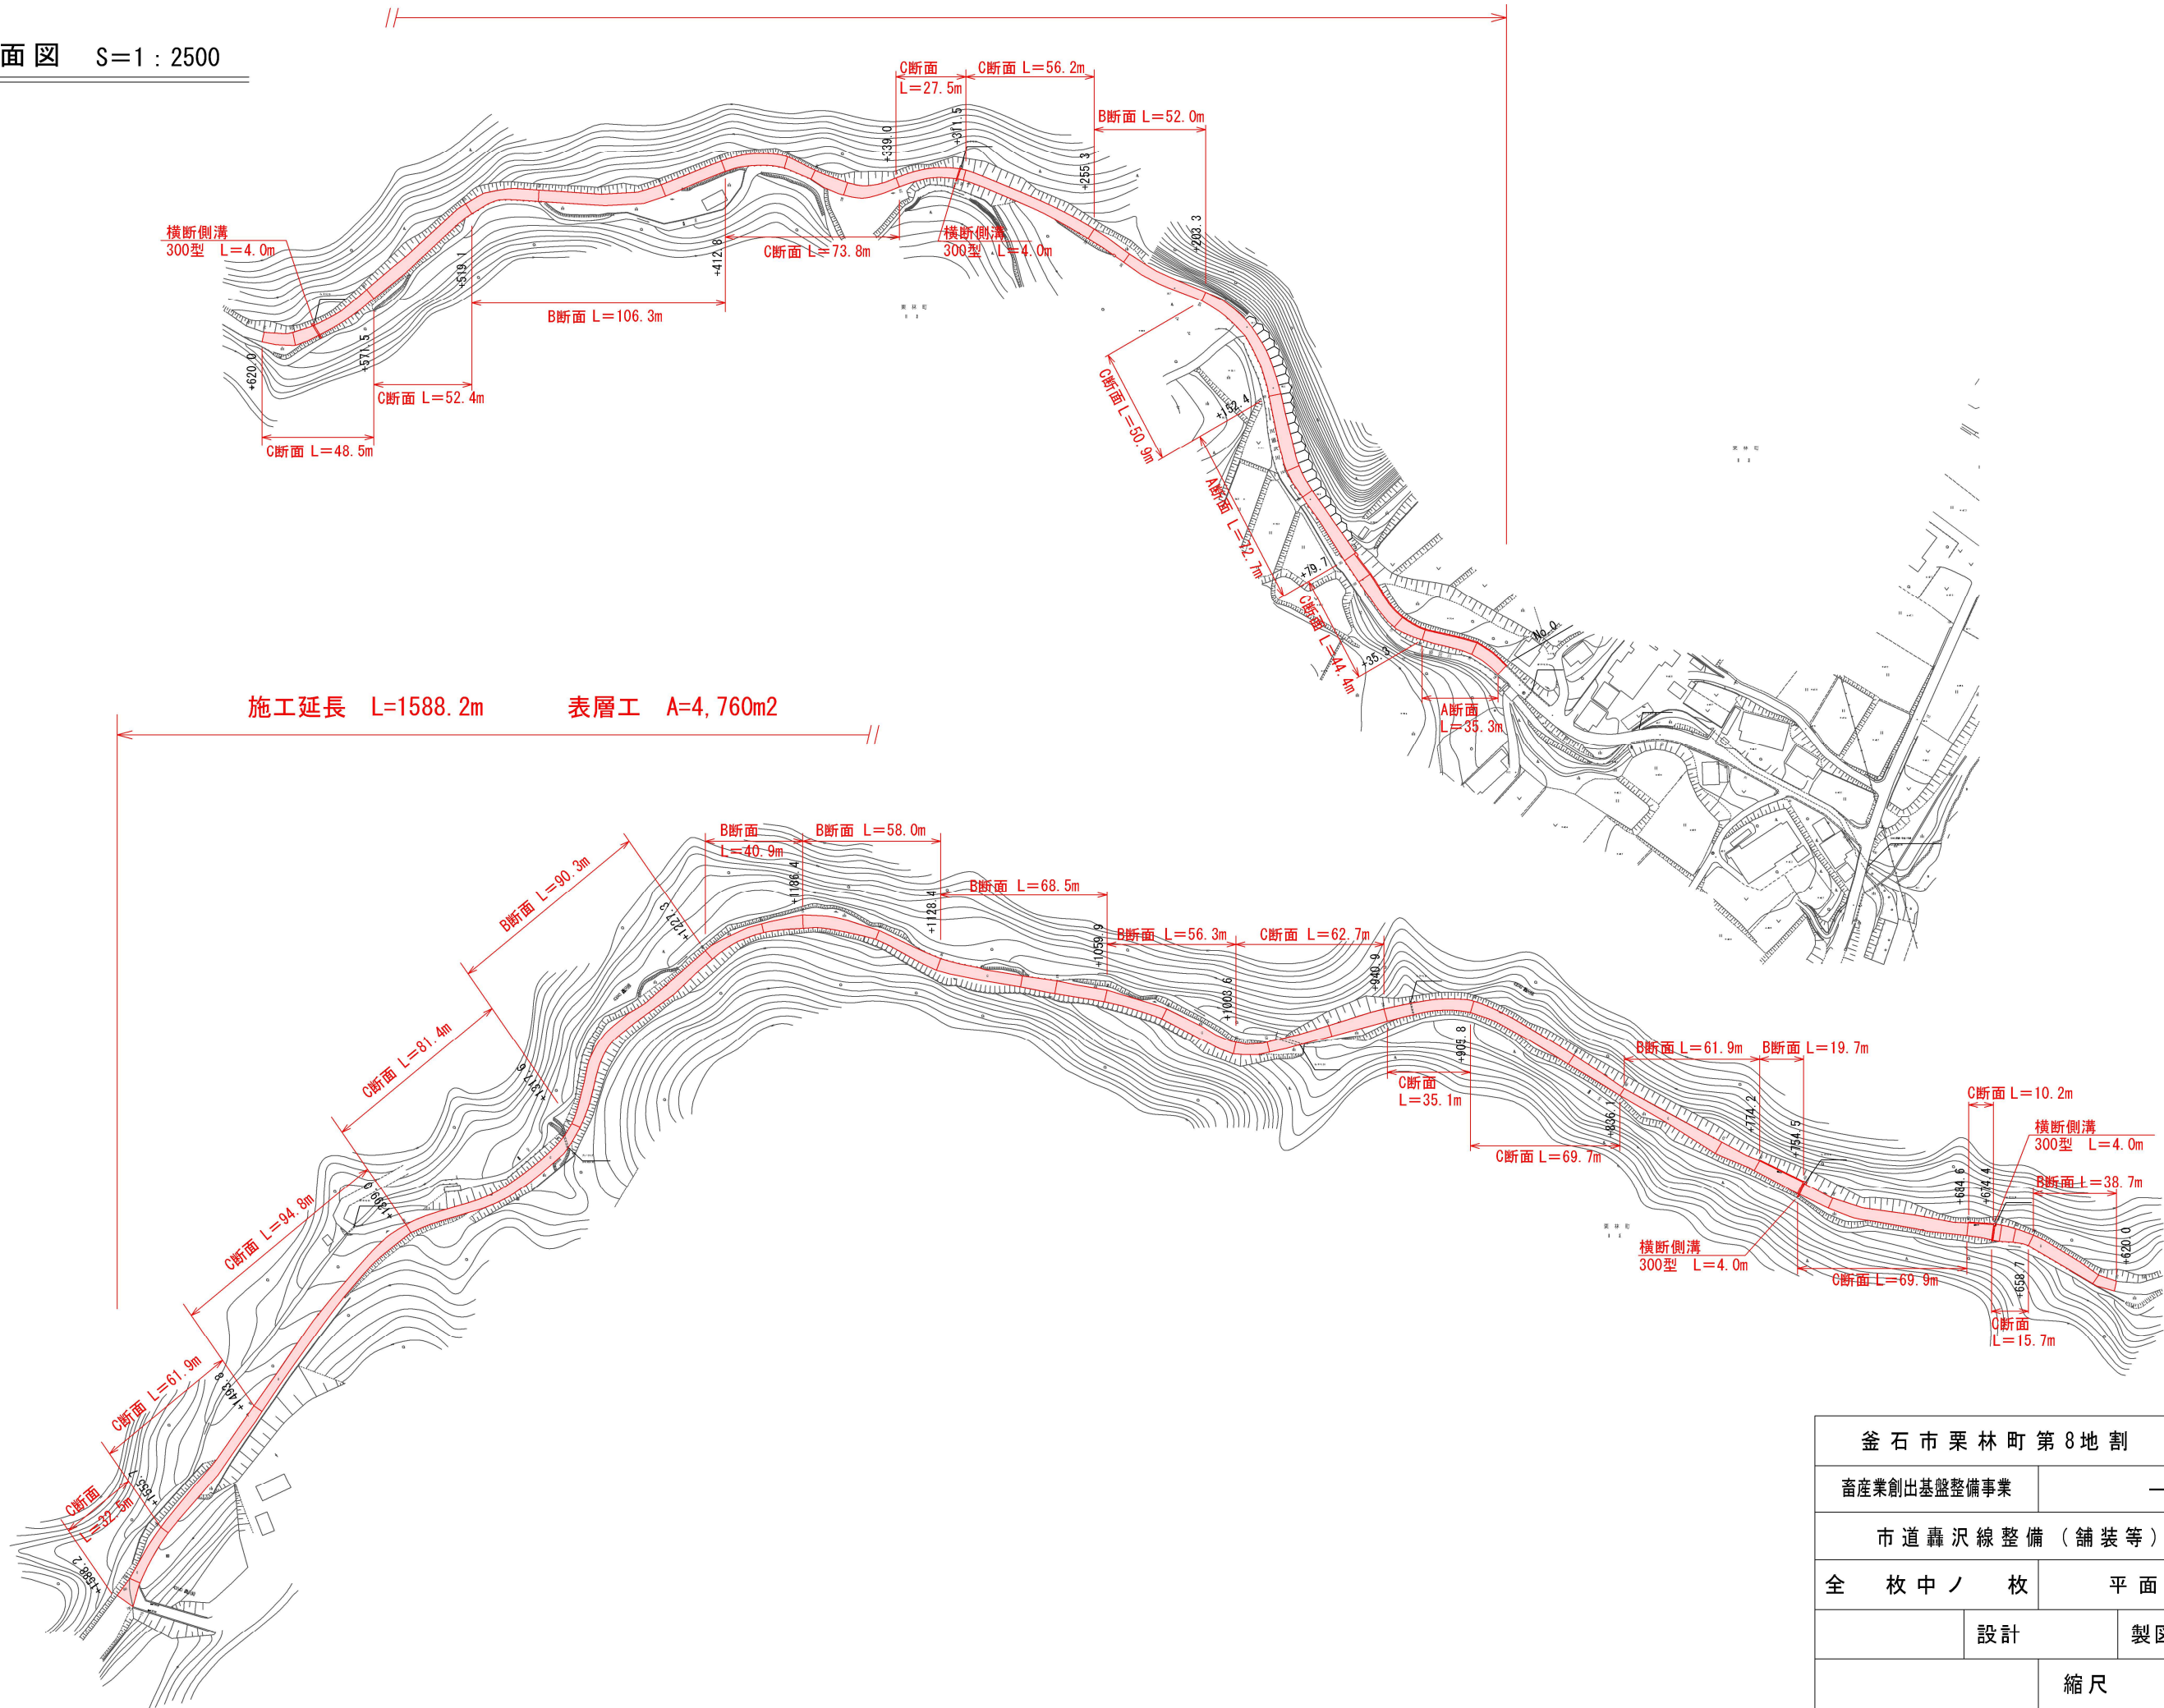 面図 S=1:2500
C断面
L=27.5m
C断面 L=56.2m
B断面 L=52.0m
+339.0
+311.5
+255.3
+203.3
横断側溝
300型 L=4.0m
横断側溝
300型 L=4.0m
+620.0
+571.5
+519.1
+412.8
C断面 L=73.8m
B断面 L=106.3m
C断面 L=52.4m
C断面 L=48.5m
C断面 L=50.9m
+152.4
A断面 L=72.7m
+79.7
C断面 L=44.4m
+35.3
No.0
A断面
L=35.3m
栗林町
栗林町
施工延長 L=1588.2m 表層工 A=4,760m2
B断面
L=40.9m
B断面 L=58.0m
B断面 L=90.3m
B断面 L=68.5m
+1186.4
+1128.4
+1227.3
+1059.9
B断面 L=56.3m
C断面 L=62.7m
+1003.6
+940.9
C断面 L=81.4m
+1317.6
C断面
L=35.1m
+905.8
C断面 L=69.7m
+836.1
B断面 L=61.9m
B断面 L=19.7m
+774.2
+754.5
C断面 L=10.2m
横断側溝
300型 L=4.0m
+684.6
+674.4
B断面 L=38.7m
+620.0
+658.7
C断面 L=69.9m
横断側溝
300型 L=4.0m
C断面
L=15.7m
栗林町
C断面 L=94.8m
+1399.0
C断面 L=61.9m
+1493.8
C断面
L=32.5m
+1555.7
+1588.2
釜石市栗林町第8地割
畜産業創出基盤整備事業 一
市道轟沢線整備(舗装等)
全 枚中ノ 枚 平面
設計 製図
縮尺